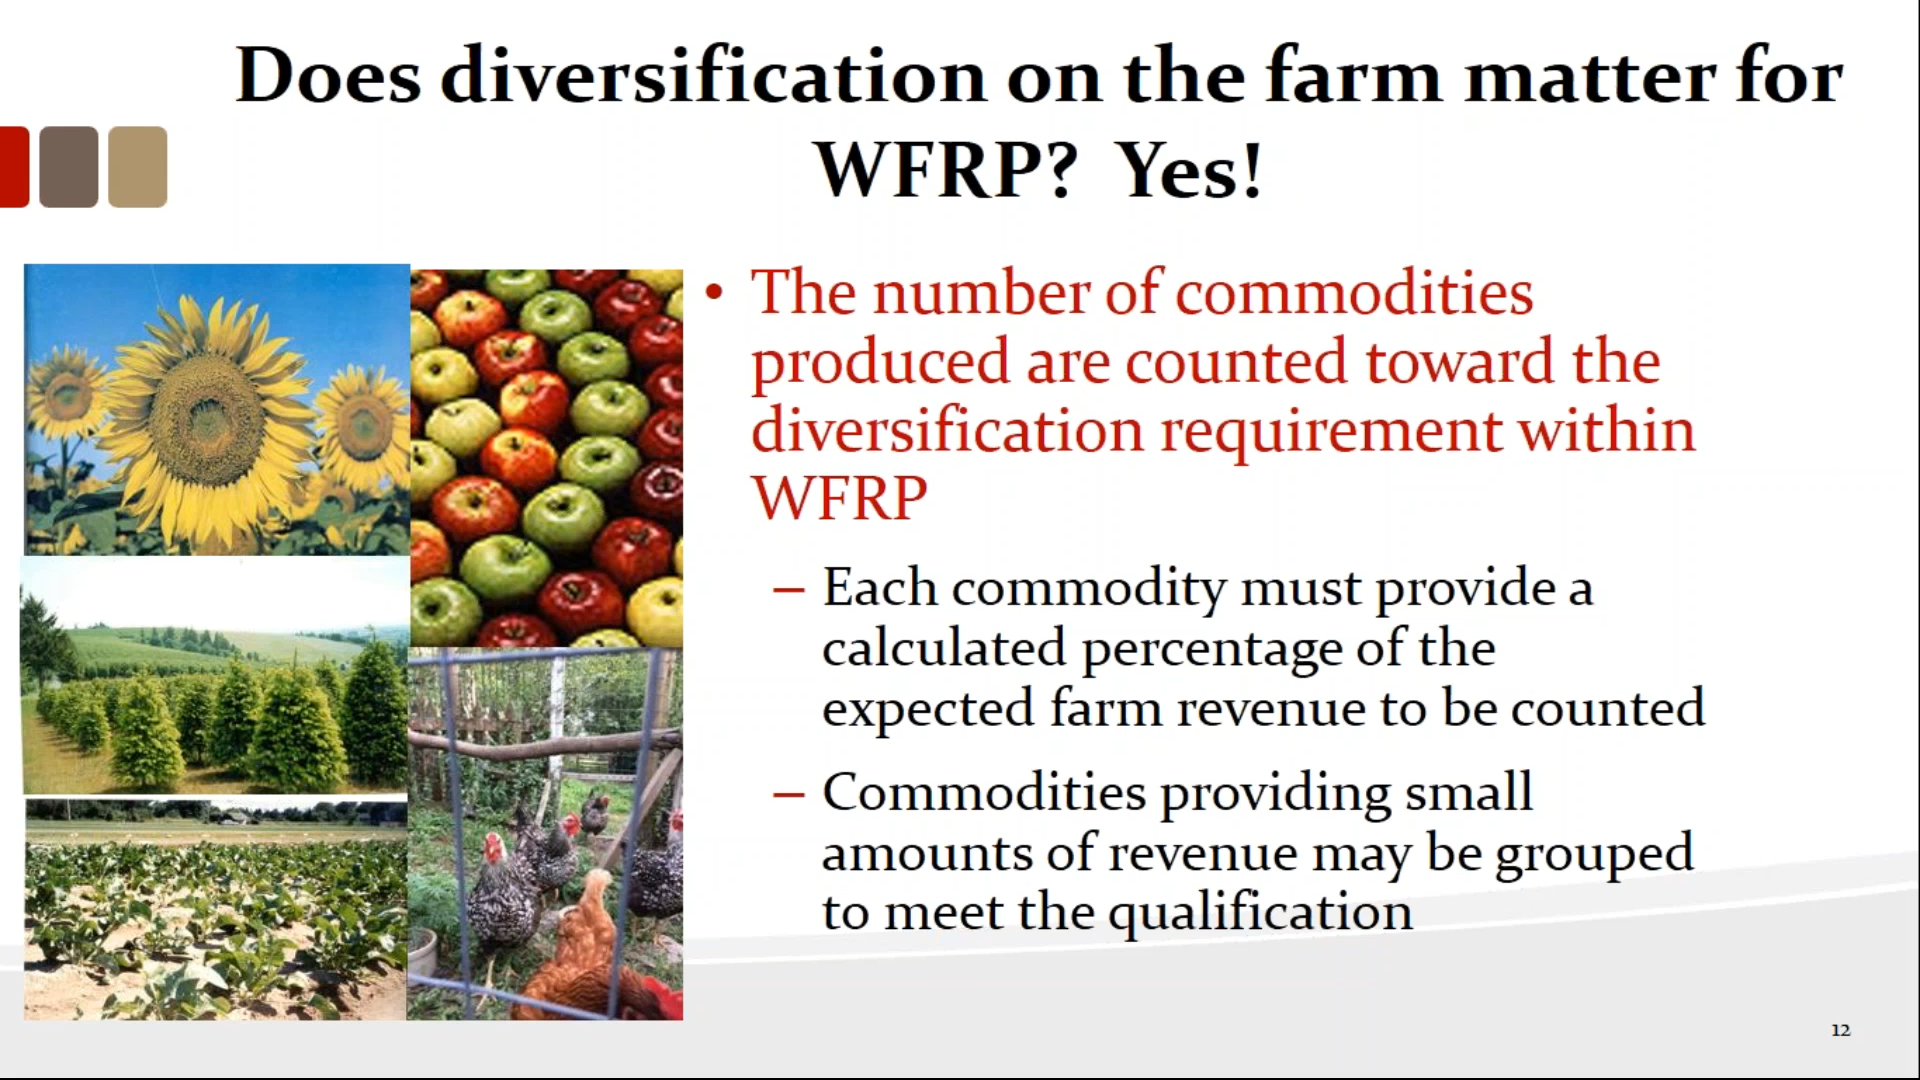 Does diversification on the farm matter for
WFRP?  Yes!
• The number of commodities
produced are counted toward the
diversification requirement within
WFRP
– Each commodity must provide a
calculated percentage of the
expected farm revenue to be counted
– Commodities providing small
amounts of revenue may be grouped
to meet the qualification
12